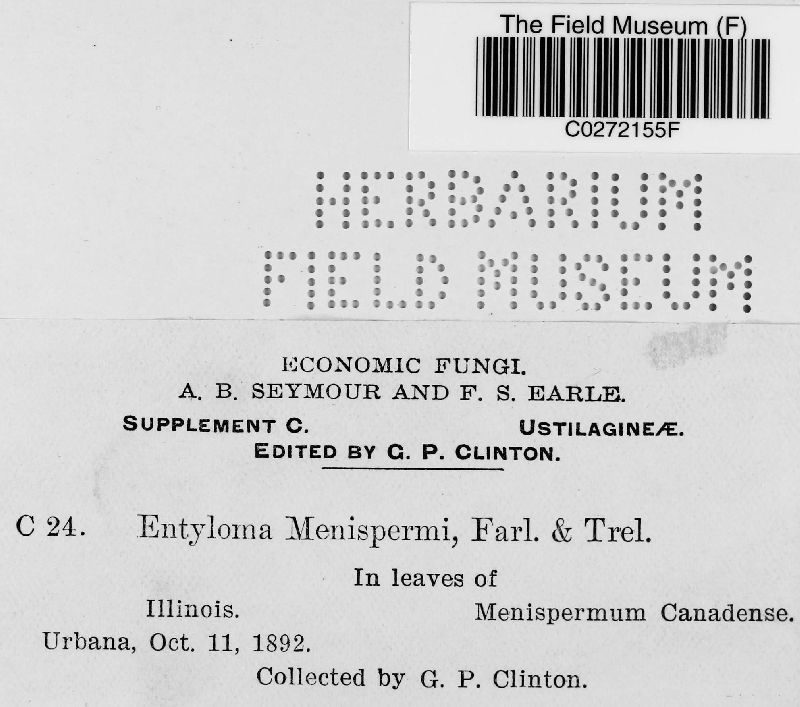 The Field Museum (F)
C0272155F
HERBARIUM
FIELD MUSEUM
ECONOMIC FUNGI.
A. B. SEYMOUR AND F. S. EARLE.
SUPPLEMENT C. USTILAGINEÆ.
EDITED BY G. P. CLINTON.
C 24. Entyloma Menispermi, Farl. & Trel.
In leaves of
Illinois. Menispermum Canadense.
Urbana, Oct. 11, 1892.
Collected by G. P. Clinton.